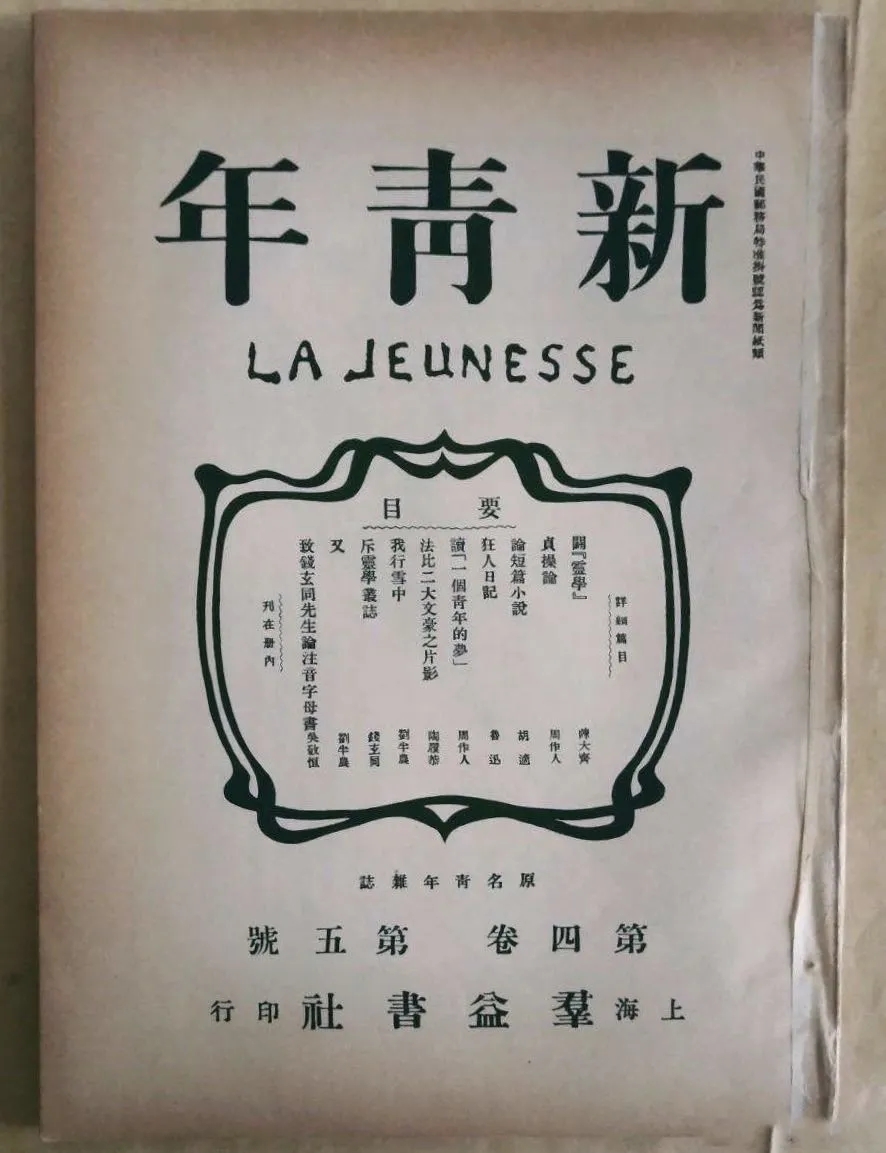 中華民國郵務局特准掛號認爲新聞紙類
新青年
LA JEUNESSE
要目
詳細篇目
闢『靈學』 陳大齊
貞操論 周作人
論短篇小說 胡適
狂人日記 魯迅
讀「一個青年的夢」 周作人
法比二大文豪之片影 陶履恭
我行雪中 劉半農
斥靈學叢誌 錢玄同
又 劉半農
致錢玄同先生論注音字母書 吳敬恆
刊在册內
原名青年雜誌
第四卷 第五號
上海羣益書社印行